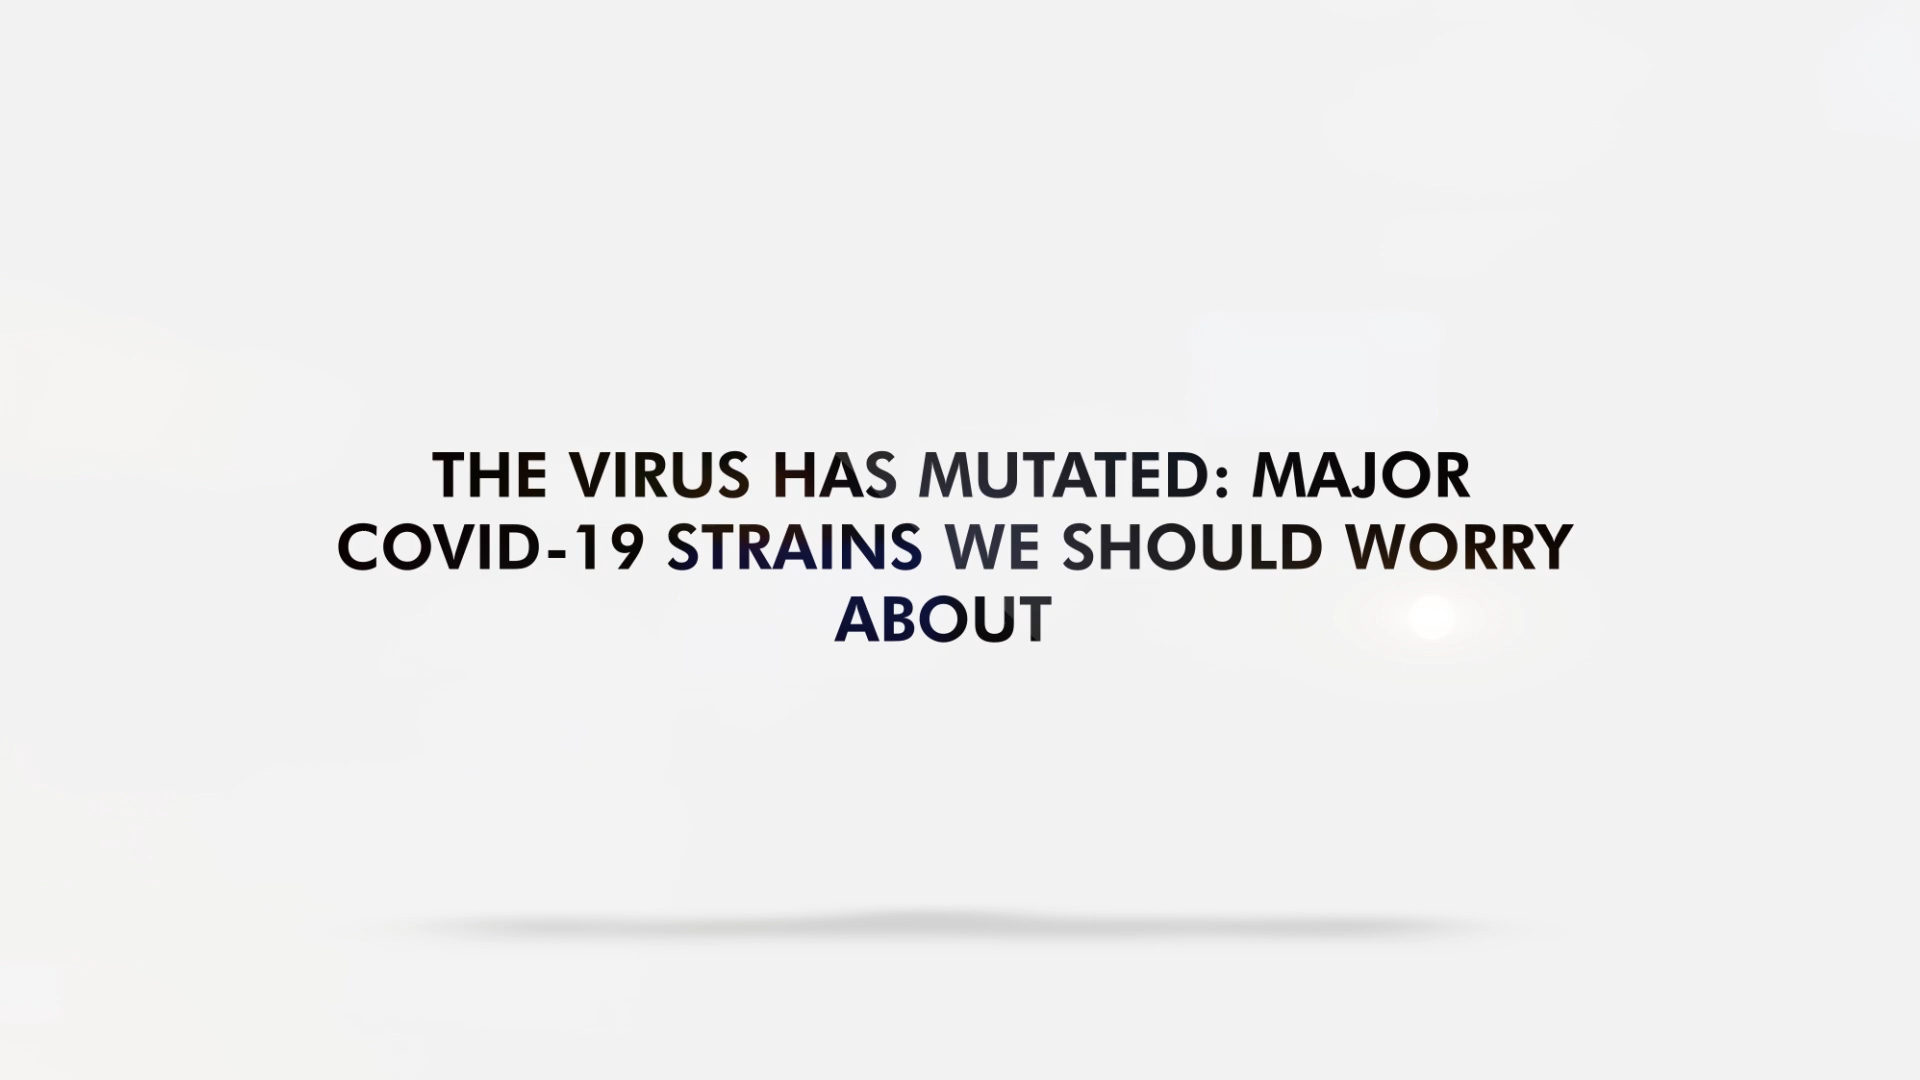 THE VIRUS HAS MUTATED: MAJOR
COVID-19 STRAINS WE SHOULD WORRY
ABOUT